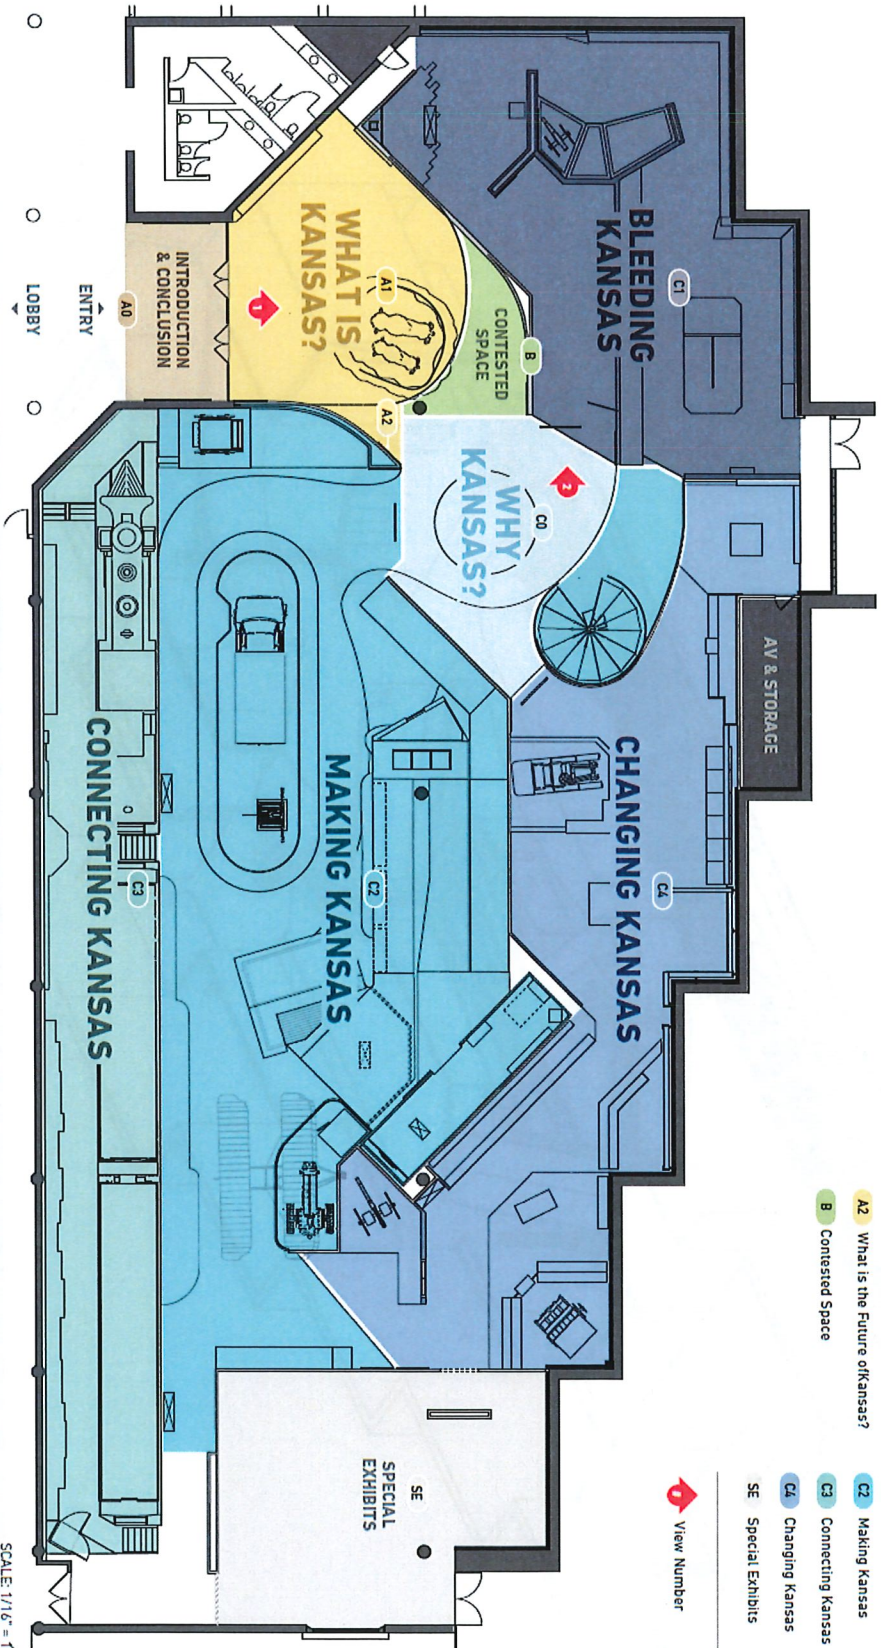 BLEEDING
KANSAS
C1
WHAT IS
KANSAS?
A1
A2
CONTESTED
SPACE
B
INTRODUCTION
& CONCLUSION
A0
ENTRY
LOBBY
1
2
WHY
KANSAS?
C0
AV & STORAGE
CHANGING KANSAS
C4
MAKING KANSAS
C2
CONNECTING KANSAS
C3
SE
SPECIAL
EXHIBITS
A2 What is the Future ofKansas?
B Contested Space
C2 Making Kansas
C3 Connecting Kansas
C4 Changing Kansas
SE Special Exhibits
# View Number
SCALE: 1/16" = 1